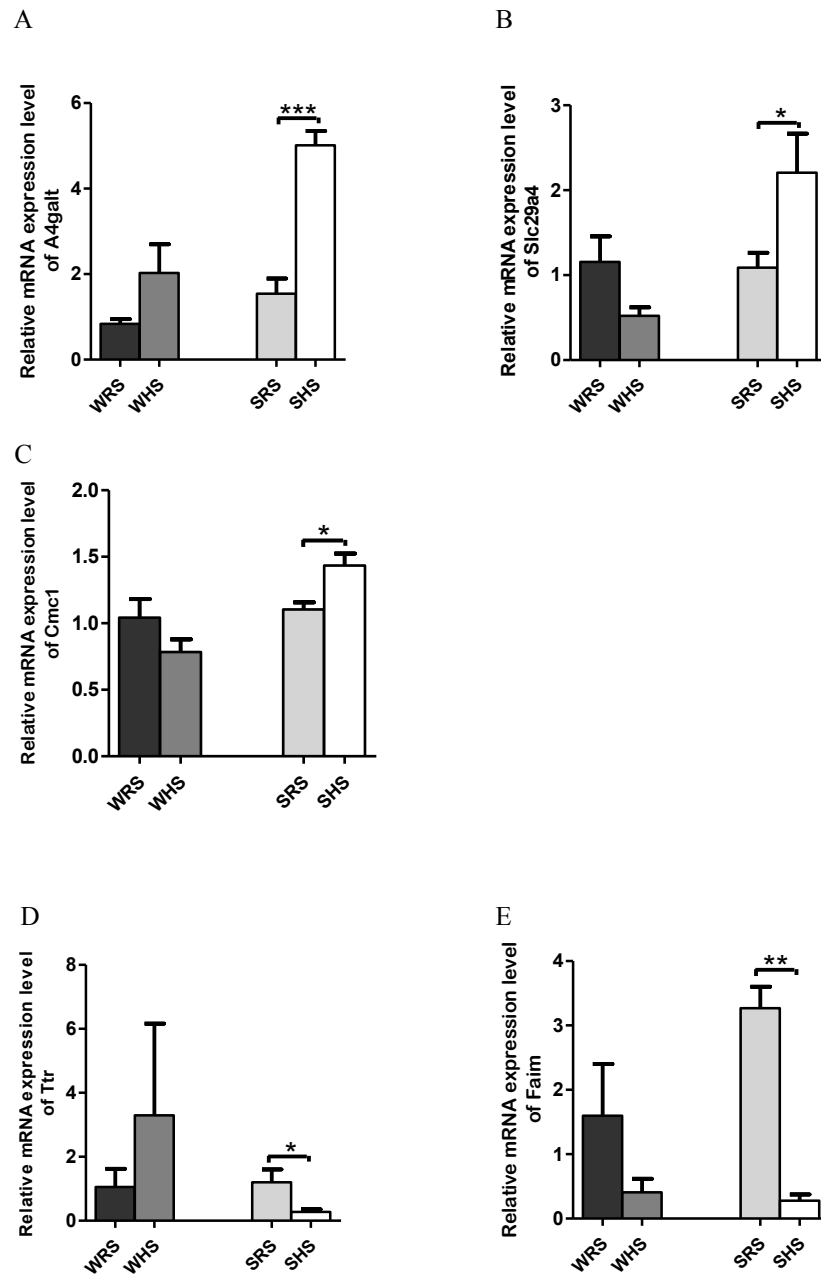 A
Relative mRNA expression level
of A4galt
6
4
2
0
***
WRS
WHS
SRS
SHS
B
Relative mRNA expression level
of Slc29a4
3
2
1
0
*
WRS
WHS
SRS
SHS
C
Relative mRNA expression level
of Cmc1
2.0
1.5
1.0
0.5
0.0
*
WRS
WHS
SRS
SHS
D
Relative mRNA expression level
of Ttr
8
6
4
2
0
*
WRS
WHS
SRS
SHS
E
Relative mRNA expression level
of Faim
4
3
2
1
0
**
WRS
WHS
SRS
SHS